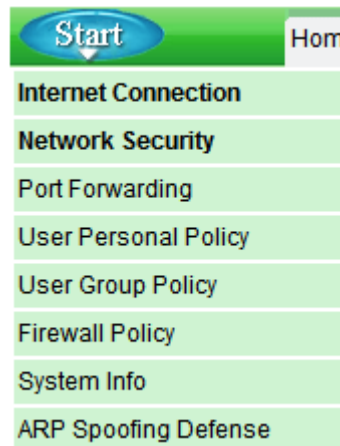 Start
Hom
Internet Connection
Network Security
Port Forwarding
User Personal Policy
User Group Policy
Firewall Policy
System Info
ARP Spoofing Defense